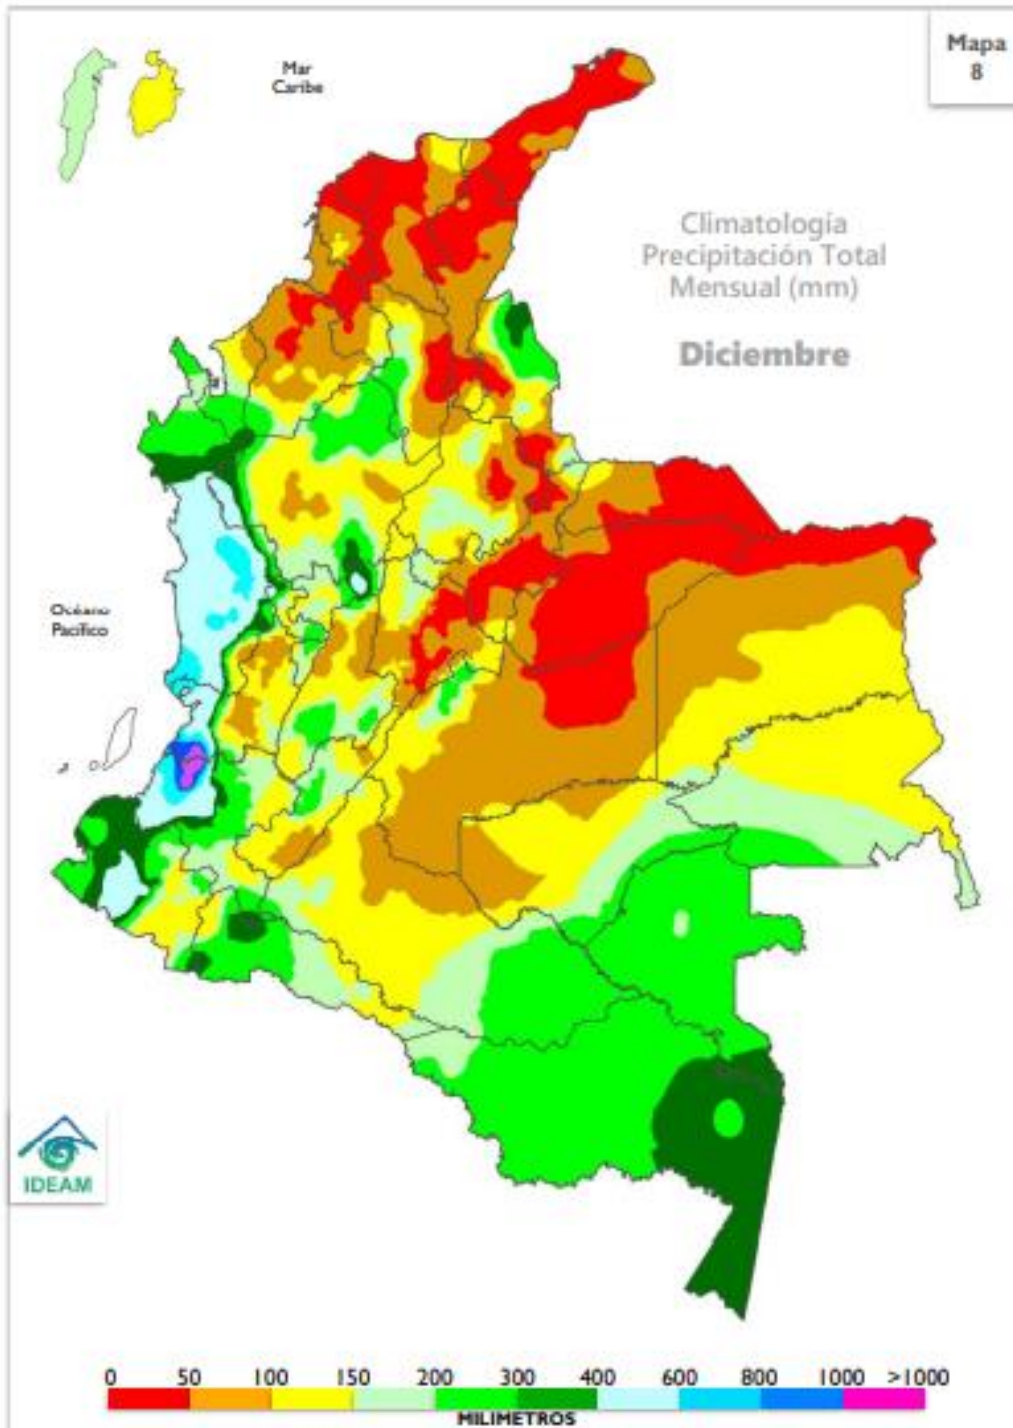 Mapa
8
Mar
Caribe
Climatología
Precipitación Total
Mensual (mm)
Diciembre
Océano
Pacífico
IDEAM
0 50 100 150 200 300 400 600 800 1000 >1000
MILIMETROS